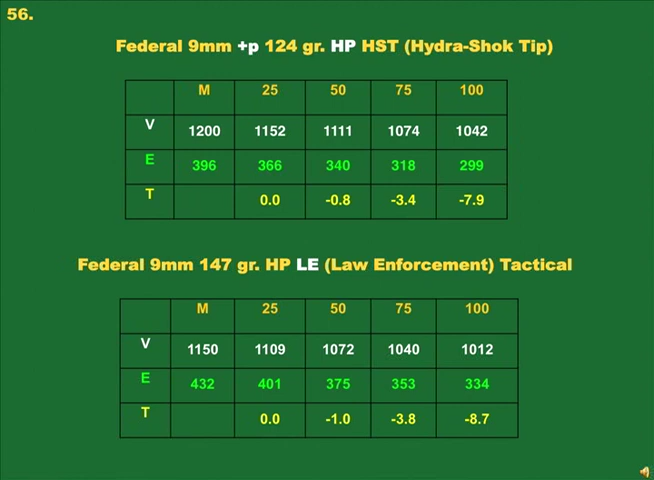 56.
Federal 9mm +p 124 gr. HP HST (Hydra-Shok Tip)
M 25 50 75 100
V 1200 1152 1111 1074 1042
E 396 366 340 318 299
T 0.0 -0.8 -3.4 -7.9
Federal 9mm 147 gr. HP LE (Law Enforcement) Tactical
M 25 50 75 100
V 1150 1109 1072 1040 1012
E 432 401 375 353 334
T 0.0 -1.0 -3.8 -8.7